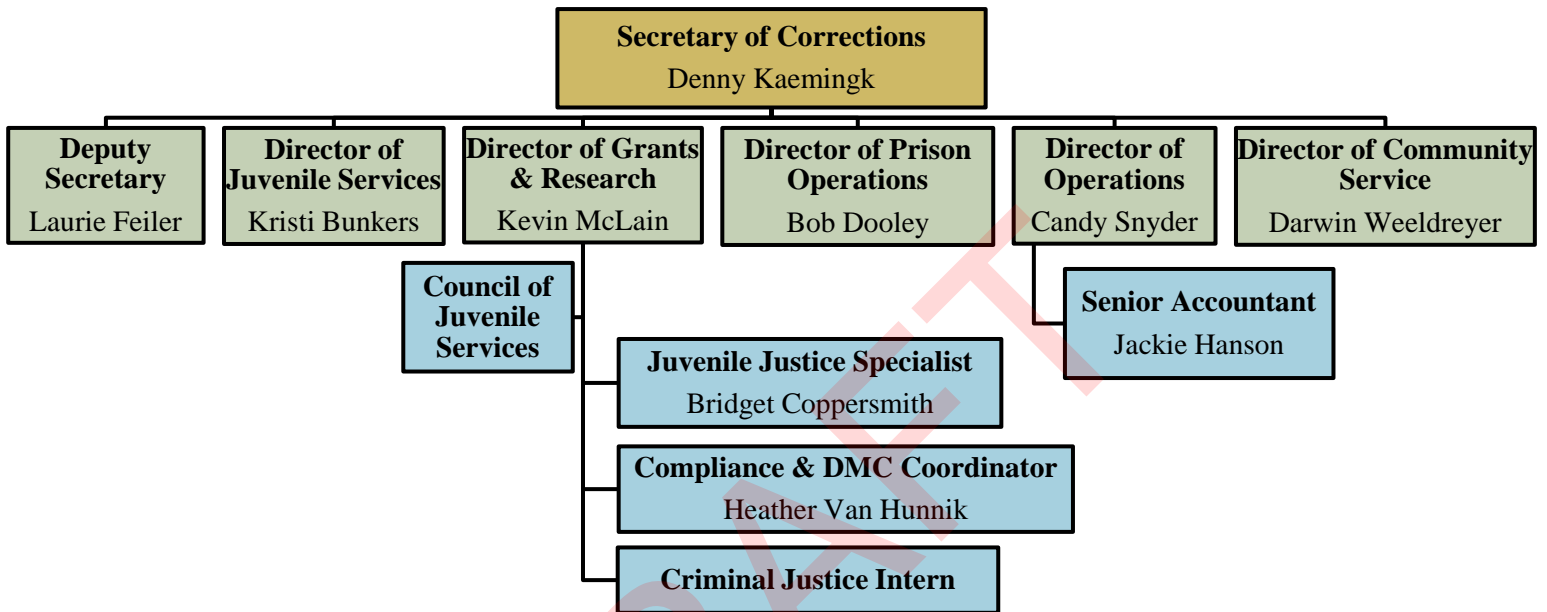 Secretary of Corrections
Denny Kaemingk
Deputy
Secretary
Laurie Feiler
Director of
Juvenile Services
Kristi Bunkers
Director of Grants
& Research
Kevin McLain
Director of Prison
Operations
Bob Dooley
Director of
Operations
Candy Snyder
Director of Community
Service
Darwin Weeldreyer
Council of
Juvenile
Services
Senior Accountant
Jackie Hanson
Juvenile Justice Specialist
Bridget Coppersmith
Compliance & DMC Coordinator
Heather Van Hunnik
Criminal Justice Intern
RAFT